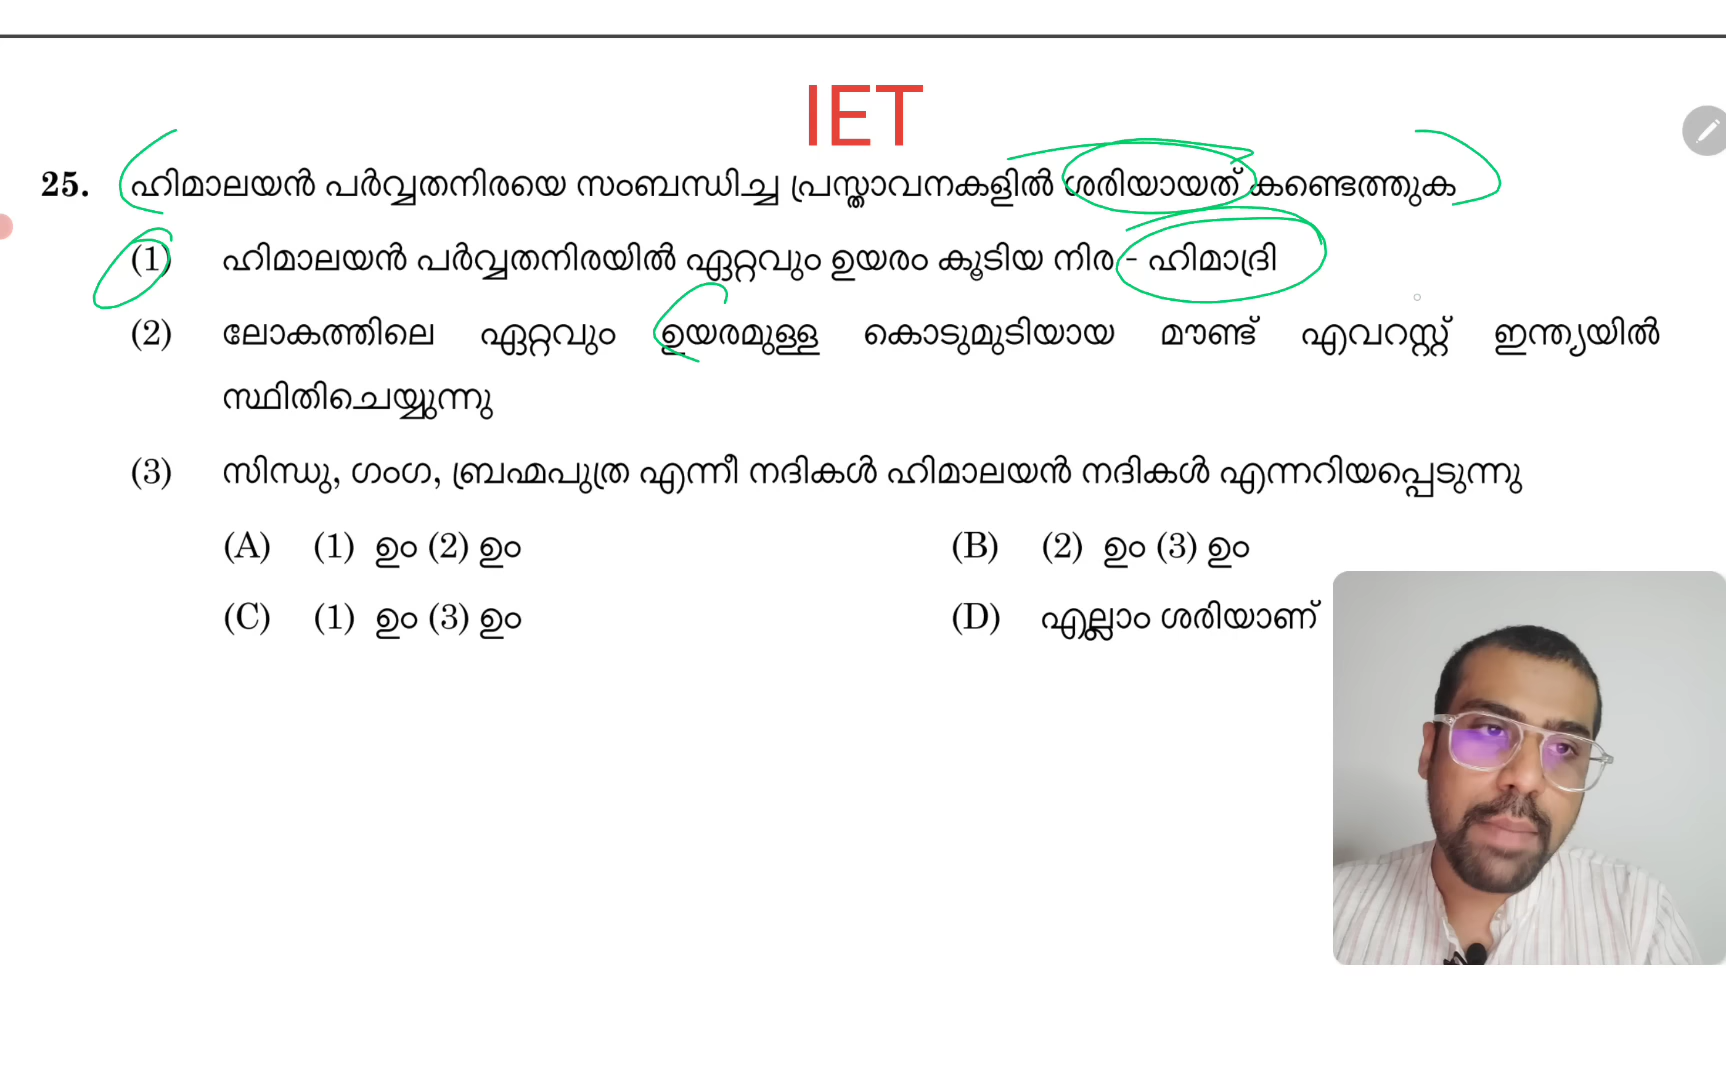 IET
25. ഹിമാലയൻ പർവ്വതനിരയെ സംബന്ധിച്ച പ്രസ്താവനകളിൽ ശരിയായത് കണ്ടെത്തുക
(1) ഹിമാലയൻ പർവ്വതനിരയിൽ ഏറ്റവും ഉയരം കൂടിയ നിര - ഹിമാദ്രി
(2) ലോകത്തിലെ ഏറ്റവും ഉയരമുള്ള കൊടുമുടിയായ മൗണ്ട് എവറസ്റ്റ് ഇന്ത്യയിൽ
സ്ഥിതിചെയ്യുന്നു
(3) സിന്ധു, ഗംഗ, ബ്രഹ്മപുത്ര എന്നീ നദികൾ ഹിമാലയൻ നദികൾ എന്നറിയപ്പെടുന്നു
(A) (1) ഉം (2) ഉം (B) (2) ഉം (3) ഉം
(C) (1) ഉം (3) ഉം (D) എല്ലാം ശരിയാണ്